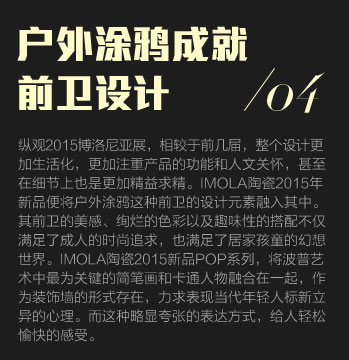 户外涂鸦成就
前卫设计 /04
纵观2015博洛尼亚展，相较于前几届，整个设计更
加生活化，更加注重产品的功能和人文关怀，甚至
在细节上也是更加精益求精。IMOLA陶瓷2015年
新品便将户外涂鸦这种前卫的设计元素融入其中。
其前卫的美感、绚烂的色彩以及趣味性的搭配不仅
满足了成人的时尚追求，也满足了居家孩童的幻想
世界。IMOLA陶瓷2015新品POP系列，将波普艺
术中最为关键的简笔画和卡通人物融合在一起，作
为装饰墙的形式存在，力求表现当代年轻人标新立
异的心理。而这种略显夸张的表达方式，给人轻松
愉快的感受。